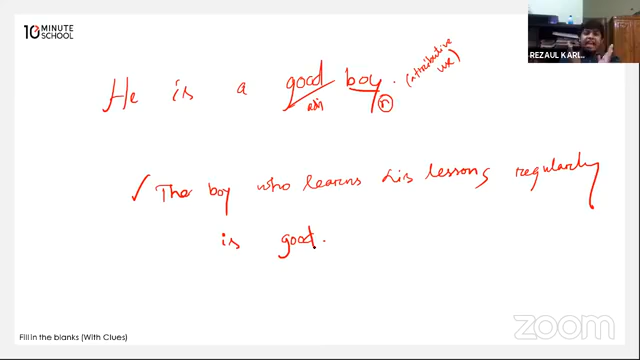 10 MINUTE SCHOOL
REZAUL KARI...
He is a good boy. (attributive use)
adj n
✓ The boy who learns his lessons regularly
is good.
Fill in the blanks (With Clues)
zoom